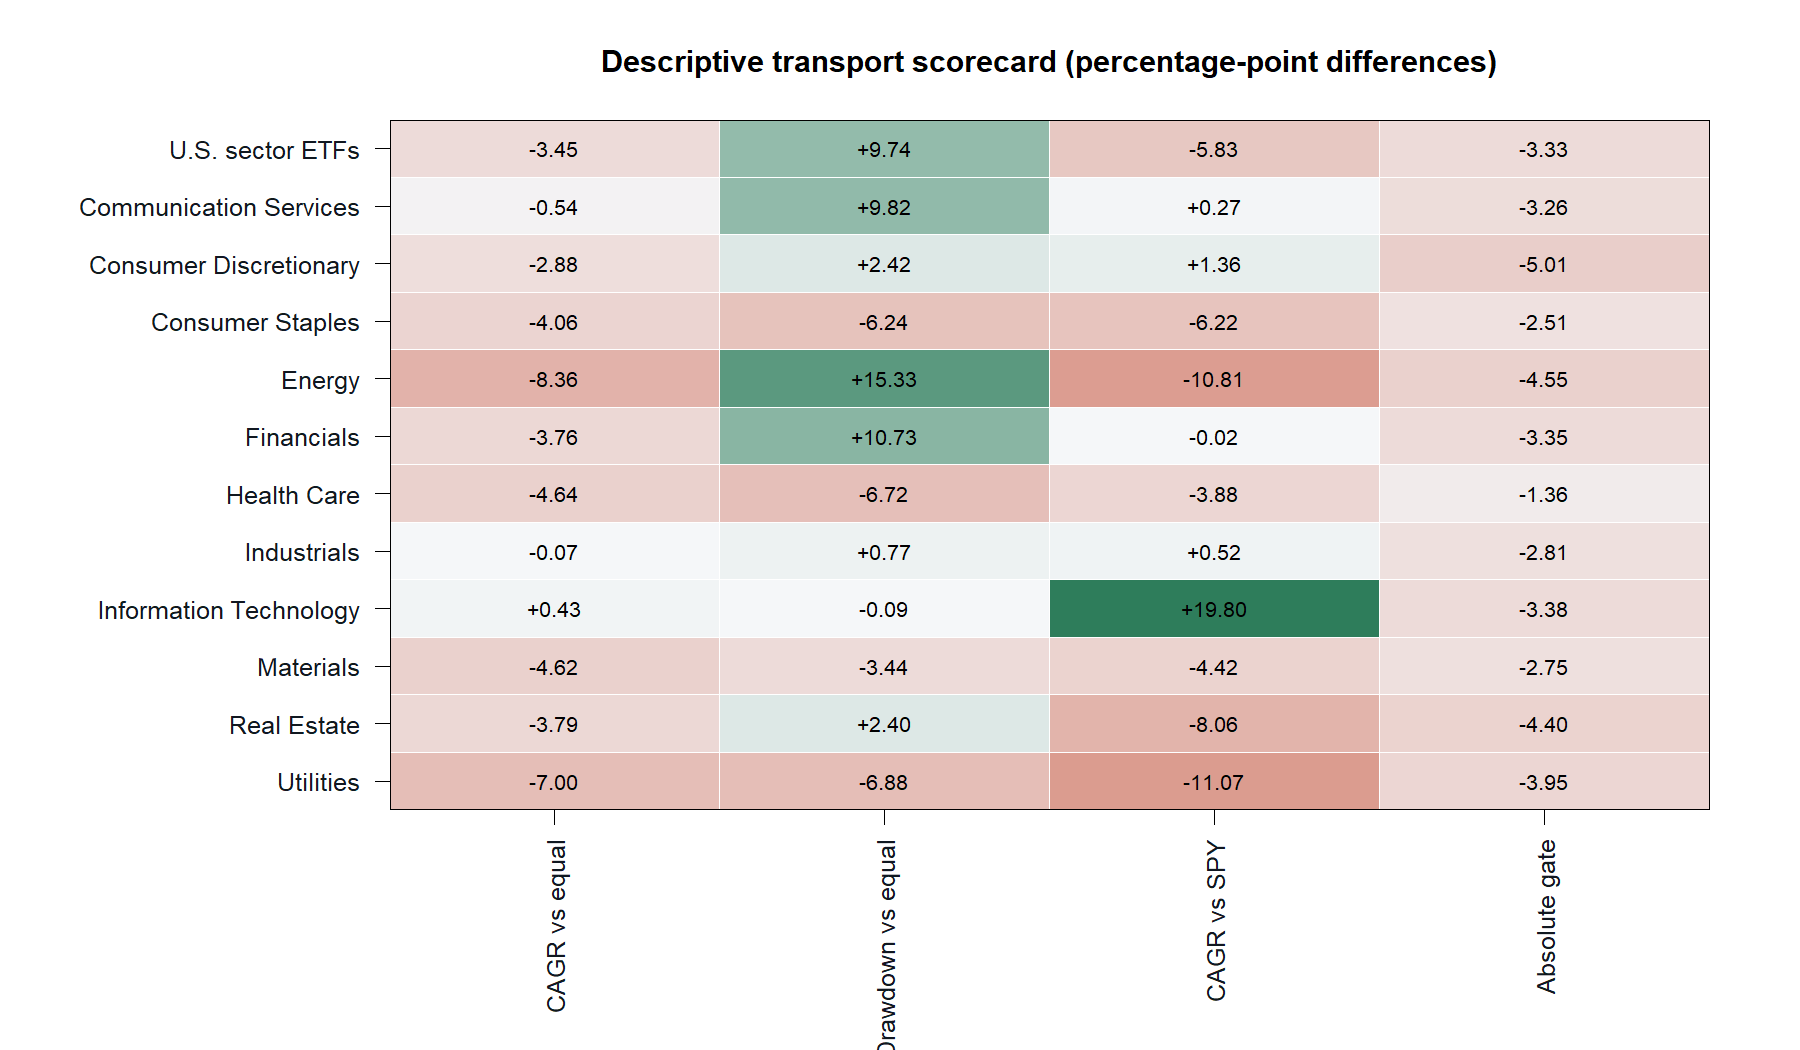 Descriptive transport scorecard (percentage-point differences)
U.S. sector ETFs -3.45 +9.74 -5.83 -3.33
Communication Services -0.54 +9.82 +0.27 -3.26
Consumer Discretionary -2.88 +2.42 +1.36 -5.01
Consumer Staples -4.06 -6.24 -6.22 -2.51
Energy -8.36 +15.33 -10.81 -4.55
Financials -3.76 +10.73 -0.02 -3.35
Health Care -4.64 -6.72 -3.88 -1.36
Industrials -0.07 +0.77 +0.52 -2.81
Information Technology +0.43 -0.09 +19.80 -3.38
Materials -4.62 -3.44 -4.42 -2.75
Real Estate -3.79 +2.40 -8.06 -4.40
Utilities -7.00 -6.88 -11.07 -3.95
CAGR vs equal
Drawdown vs equal
CAGR vs SPY
Absolute gate